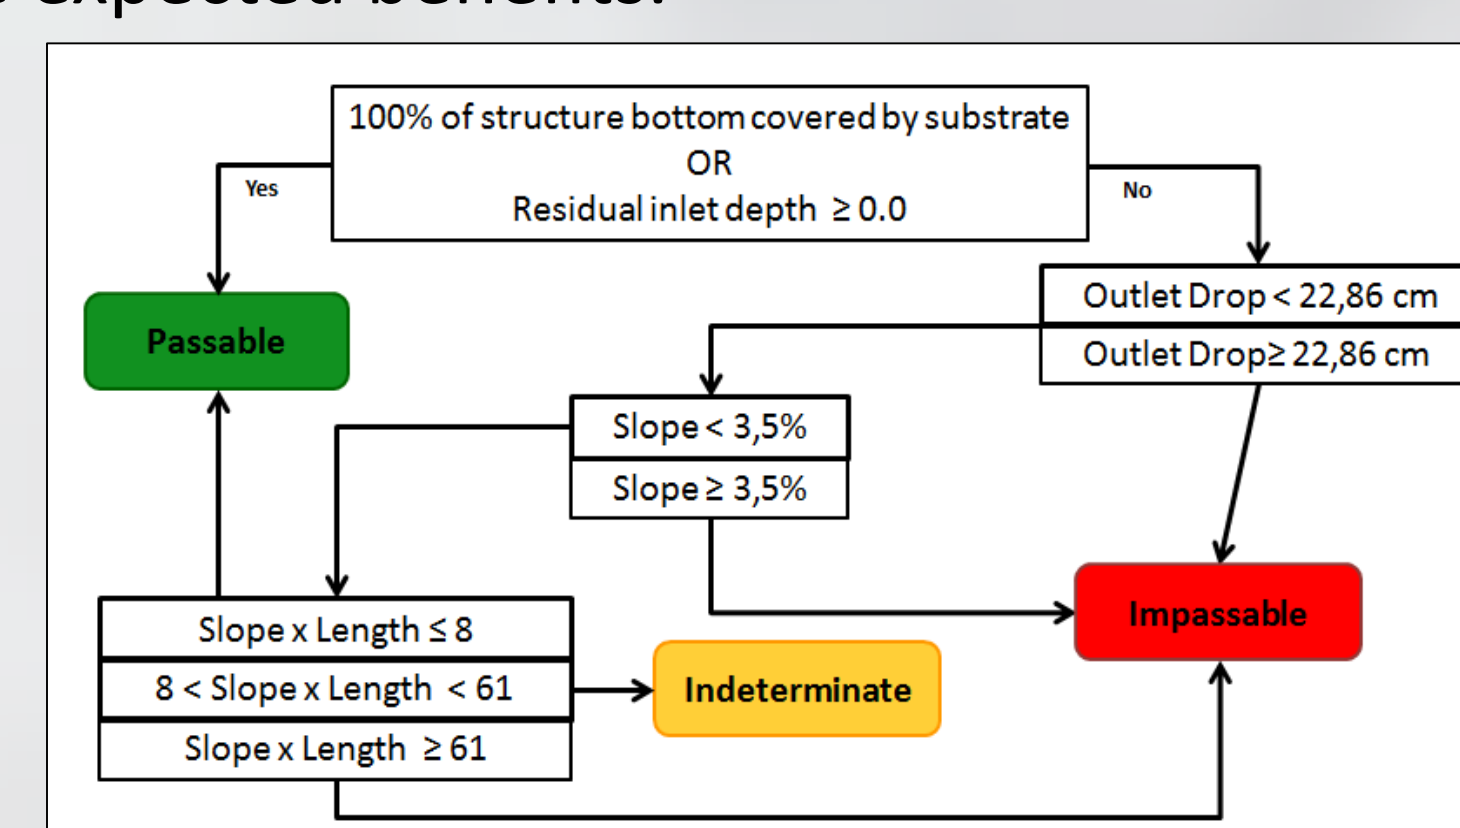 expected benefits.
100% of structure bottom covered by substrate
OR
Residual inlet depth ≥ 0.0
Yes
No
Outlet Drop < 22,86 cm
Outlet Drop≥ 22,86 cm
Passable
Slope < 3,5%
Slope ≥ 3,5%
Slope x Length ≤ 8
8 < Slope x Length < 61
Slope x Length ≥ 61
Indeterminate
Impassable